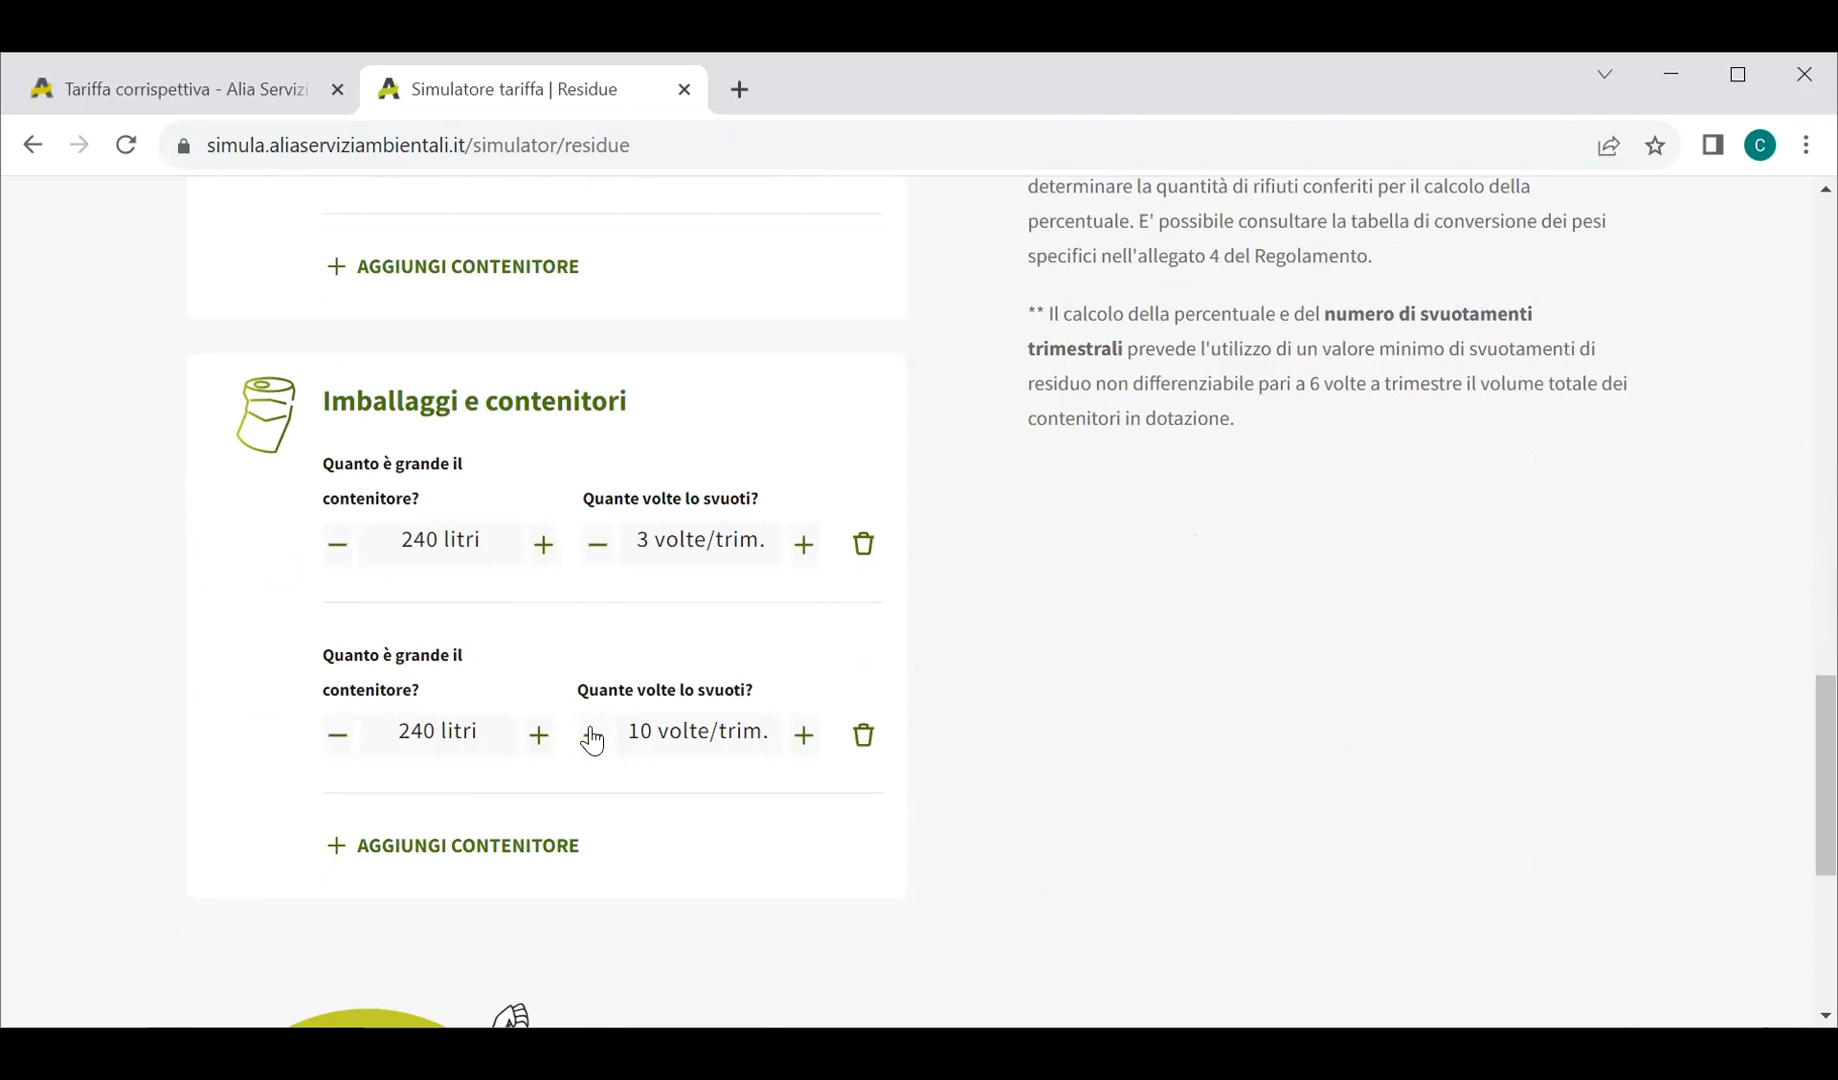 Tariffa corrispettiva - Alia Servizi
Simulatore tariffa | Residue
simula.aliaserviziambientali.it/simulator/residue
C
AGGIUNGI CONTENITORE
Imballaggi e contenitori
Quanto è grande il
contenitore?
Quante volte lo svuoti?
240 litri
3 volte/trim.
Quanto è grande il
contenitore?
Quante volte lo svuoti?
240 litri
10 volte/trim.
AGGIUNGI CONTENITORE
determinare la quantità di rifiuti conferiti per il calcolo della
percentuale. E' possibile consultare la tabella di conversione dei pesi
specifici nell'allegato 4 del Regolamento.
** Il calcolo della percentuale e del numero di svuotamenti
trimestrali prevede l'utilizzo di un valore minimo di svuotamenti di
residuo non differenziabile pari a 6 volte a trimestre il volume totale dei
contenitori in dotazione.